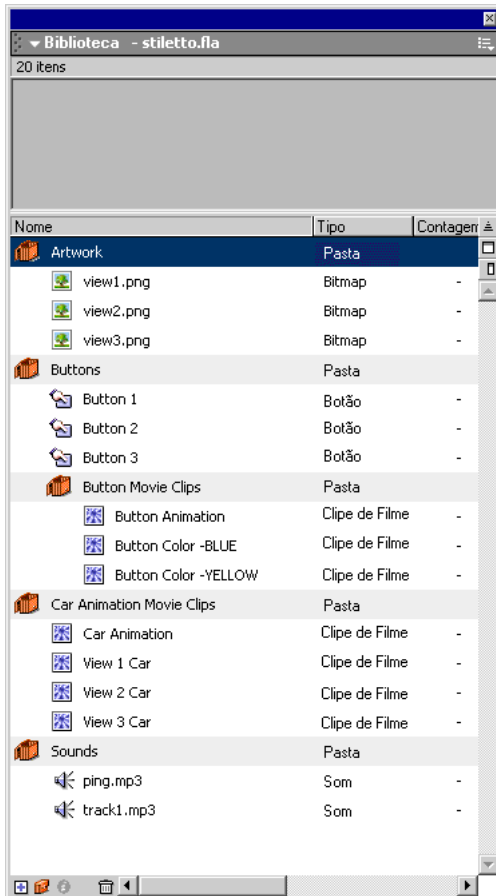 Biblioteca - stiletto.fla
20 itens
Nome Tipo Contagem
Artwork Pasta
view1.png Bitmap -
view2.png Bitmap -
view3.png Bitmap -
Buttons Pasta
Button 1 Botão -
Button 2 Botão -
Button 3 Botão -
Button Movie Clips Pasta
Button Animation Clipe de Filme -
Button Color -BLUE Clipe de Filme -
Button Color -YELLOW Clipe de Filme -
Car Animation Movie Clips Pasta
Car Animation Clipe de Filme -
View 1 Car Clipe de Filme -
View 2 Car Clipe de Filme -
View 3 Car Clipe de Filme -
Sounds Pasta
ping.mp3 Som -
track1.mp3 Som -